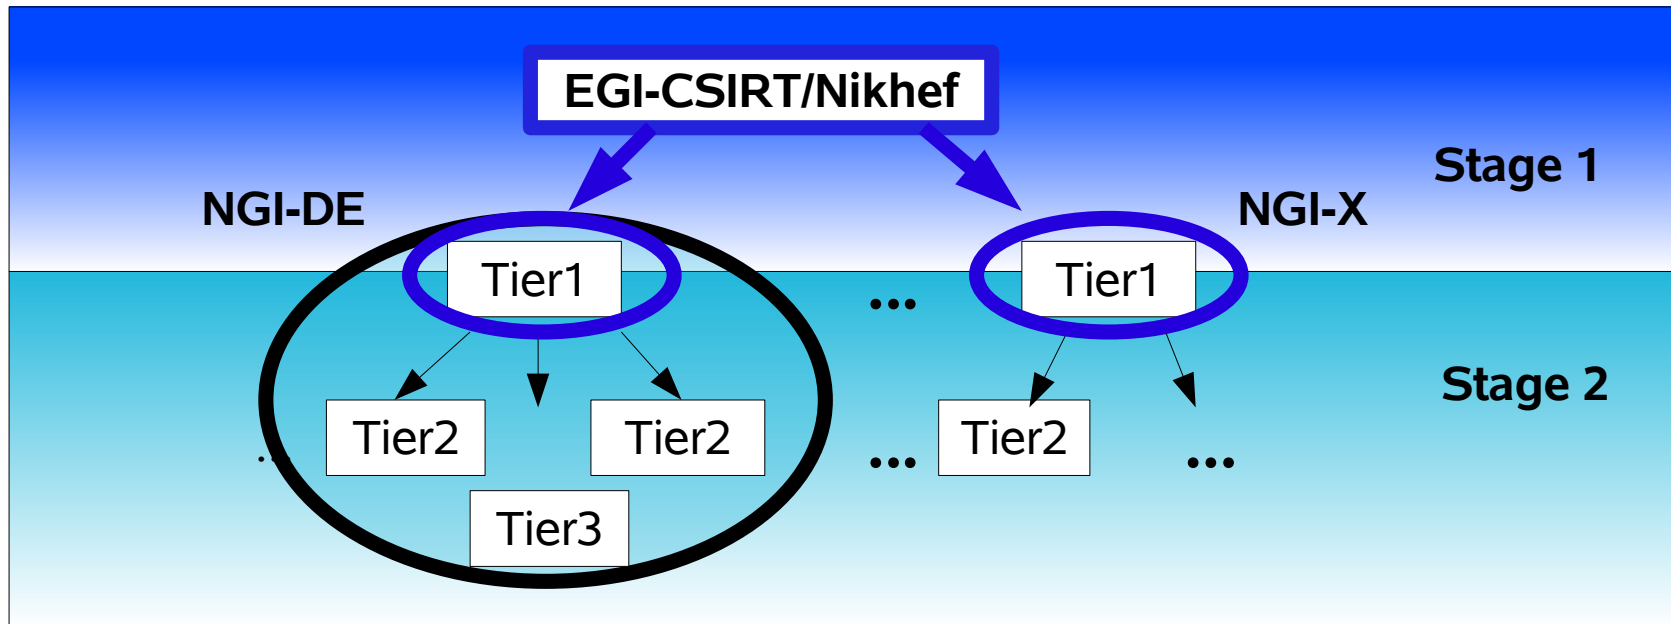 EGI-CSIRT/Nikhef
Stage 1
NGI-DE
NGI-X
Tier1
...
Tier1
Stage 2
Tier2
Tier2
...
...
Tier2
...
Tier3